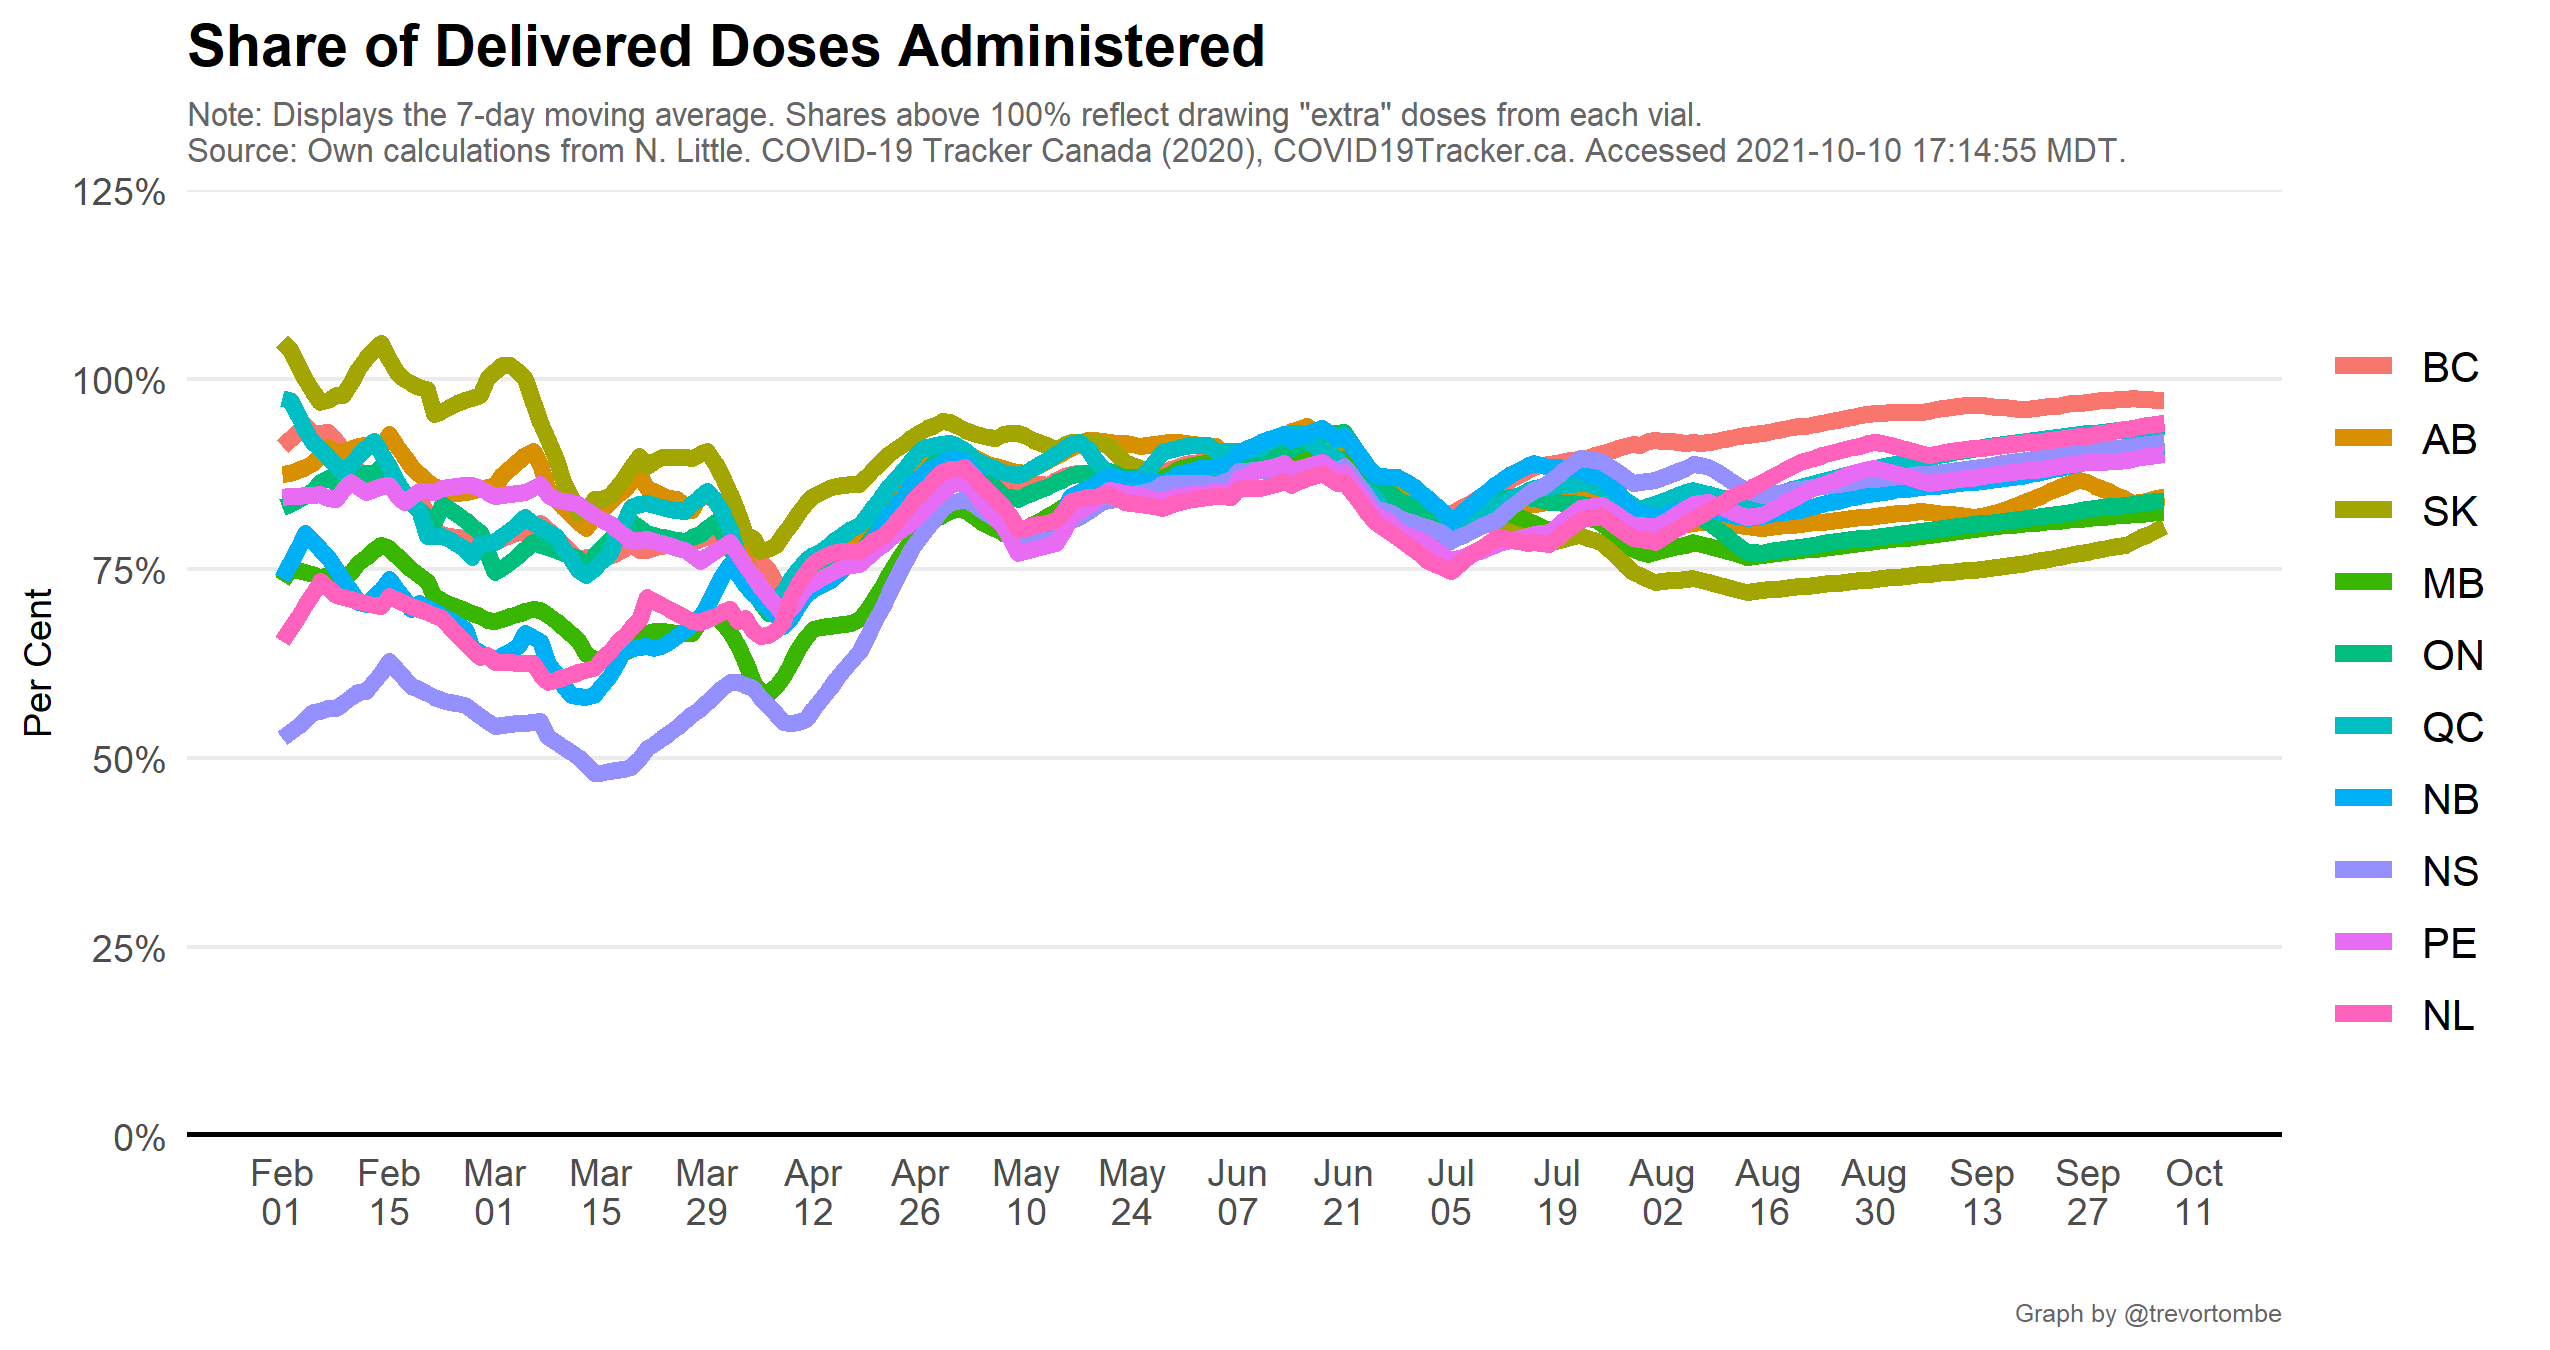 Share of Delivered Doses Administered
Note: Displays the 7-day moving average. Shares above 100% reflect drawing "extra" doses from each vial.
Source: Own calculations from N. Little. COVID-19 Tracker Canada (2020), COVID19Tracker.ca. Accessed 2021-10-10 17:14:55 MDT.
125%
100%
75%
50%
25%
0%
Per Cent
Feb 01
Feb 15
Mar 01
Mar 15
Mar 29
Apr 12
Apr 26
May 10
May 24
Jun 07
Jun 21
Jul 05
Jul 19
Aug 02
Aug 16
Aug 30
Sep 13
Sep 27
Oct 11
BC
AB
SK
MB
ON
QC
NB
NS
PE
NL
Graph by @trevortombe